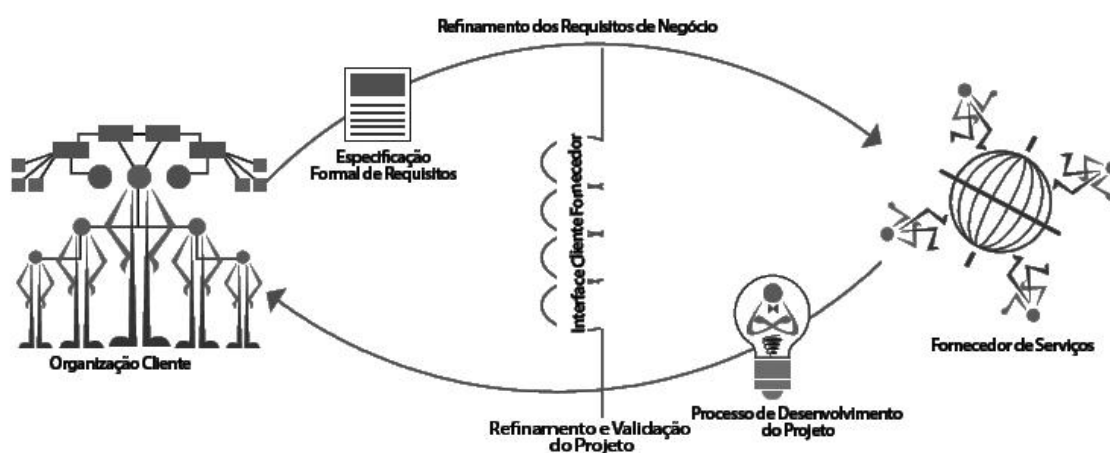 Refinamento dos Requisitos de Negócio
Especificação
Formal de Requisitos
Interface Cliente Fornecedor
Organização Cliente
Fornecedor de Serviços
Processo de Desenvolvimento
do Projeto
Refinamento e Validação
do Projeto